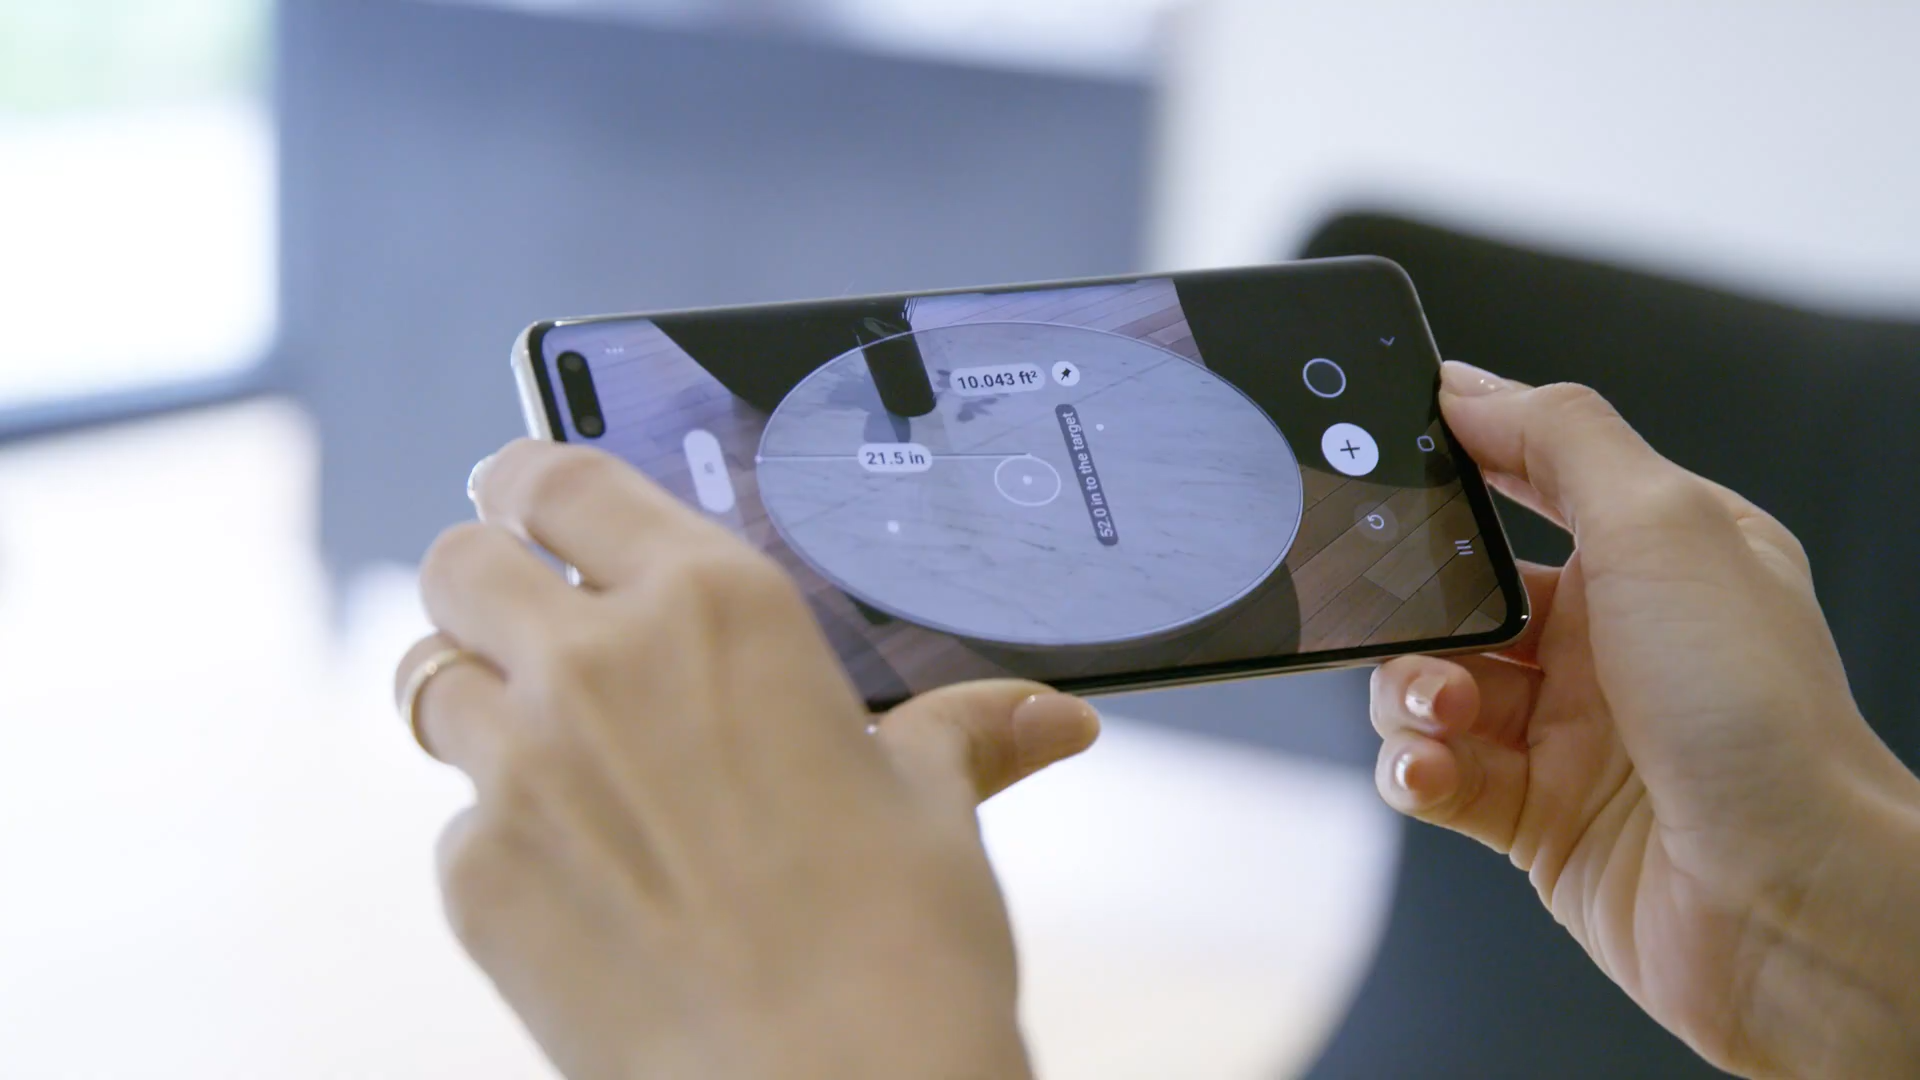 10.043 ft²
21.5 in
52.0 in to the target